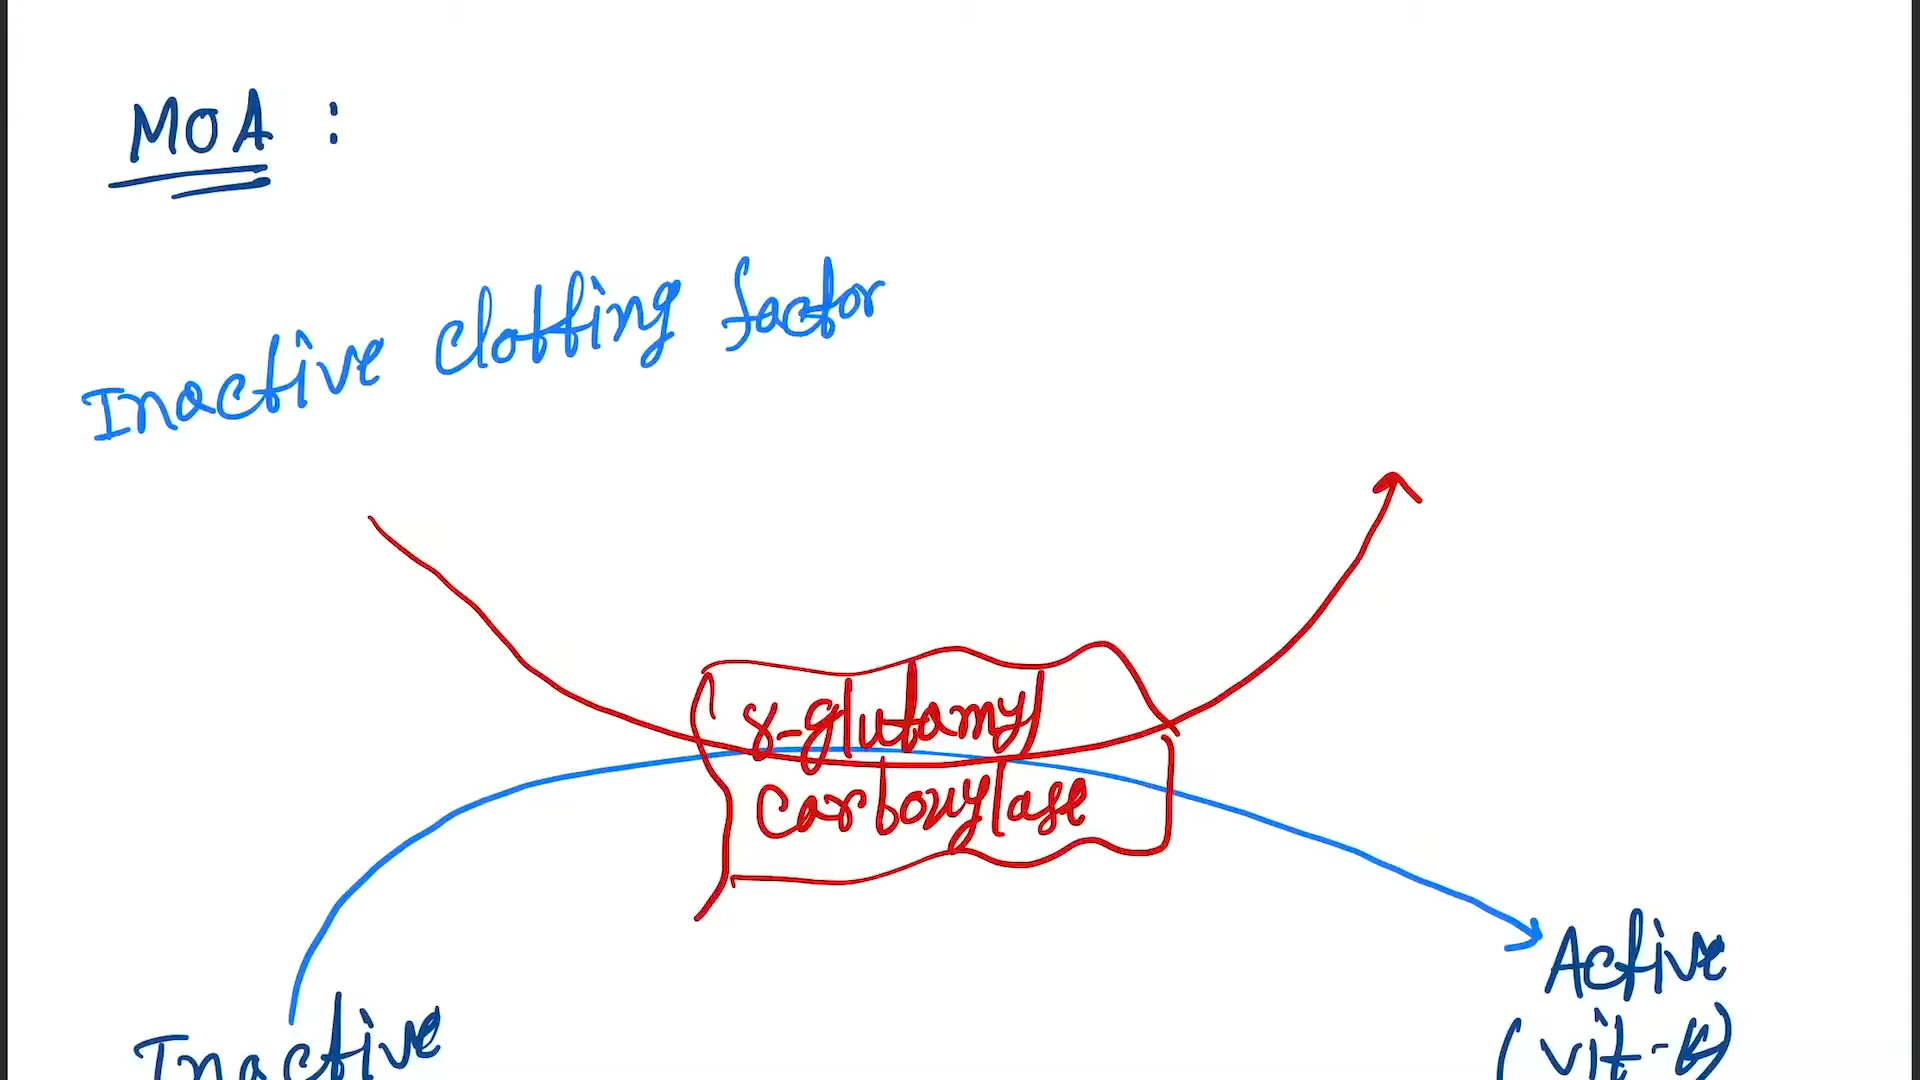 MOA :
Inactive clotting factor
γ-glutamyl
Carboxylase
Active
(vit-K)
Inactive